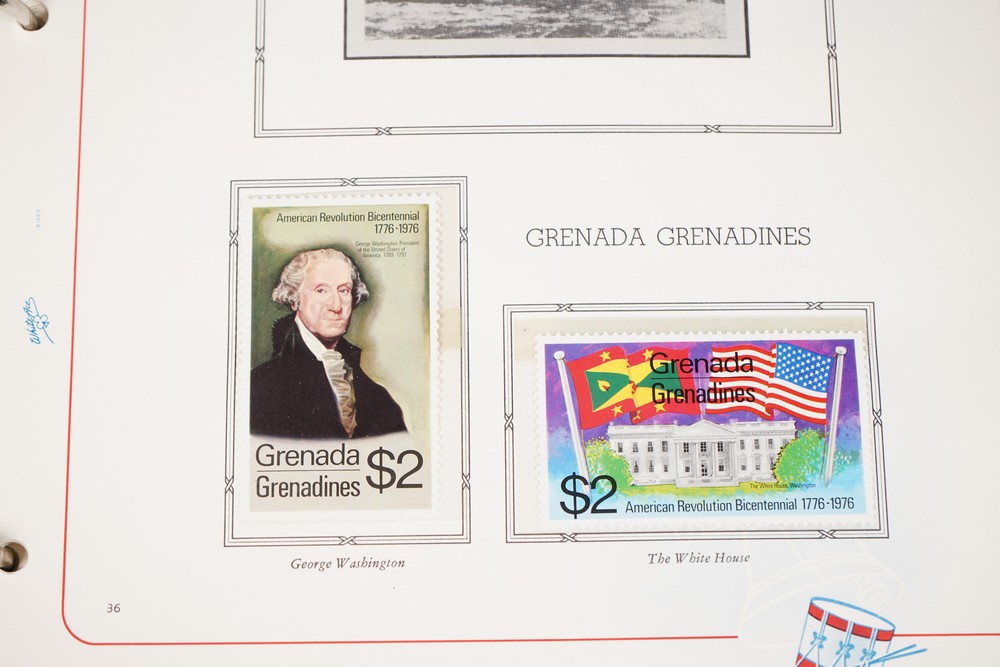 GRENADA GRENADINES
American Revolution Bicentennial
1776-1976
George Washington, President
of the United States of
America 1789-1797
Grenada
Grenadines
$2
George Washington
Grenada
Grenadines
The White House, Washington
$2
American Revolution Bicentennial 1776-1976
The White House
White Ace
36